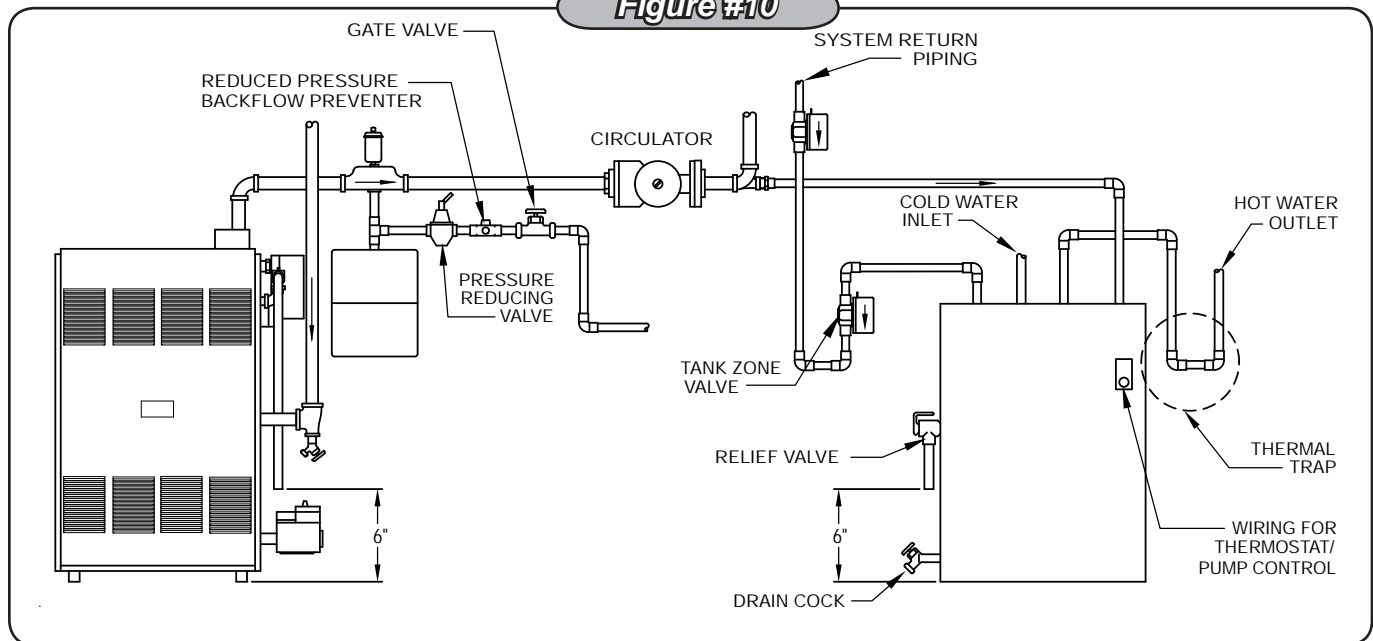 Figure #10
GATE VALVE
SYSTEM RETURN
PIPING
REDUCED PRESSURE
BACKFLOW PREVENTER
CIRCULATOR
COLD WATER
INLET
HOT WATER
OUTLET
PRESSURE
REDUCING
VALVE
TANK ZONE
VALVE
RELIEF VALVE
THERMAL
TRAP
6"
6"
WIRING FOR
THERMOSTAT/
PUMP CONTROL
DRAIN COCK